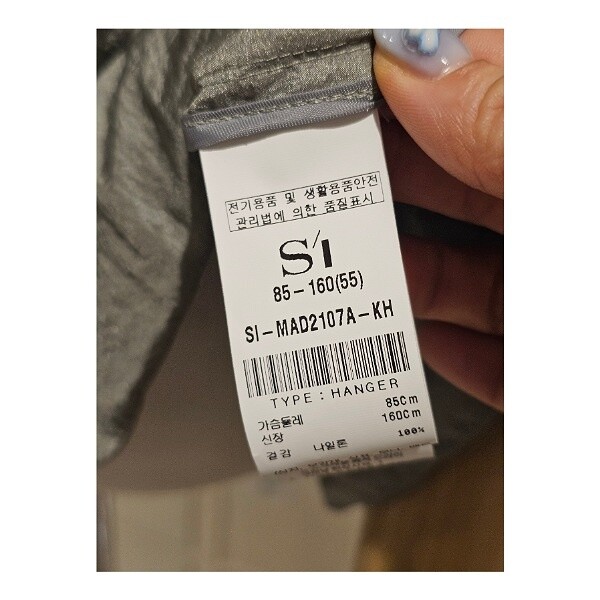 전기용품 및 생활용품안전
관리법에 의한 품질표시
S/I
85-160(55)
SI-MAD2107A-KH
TYPE : HANGER
가슴둘레 85Cm
신장 160Cm
겉감 나일론 100%